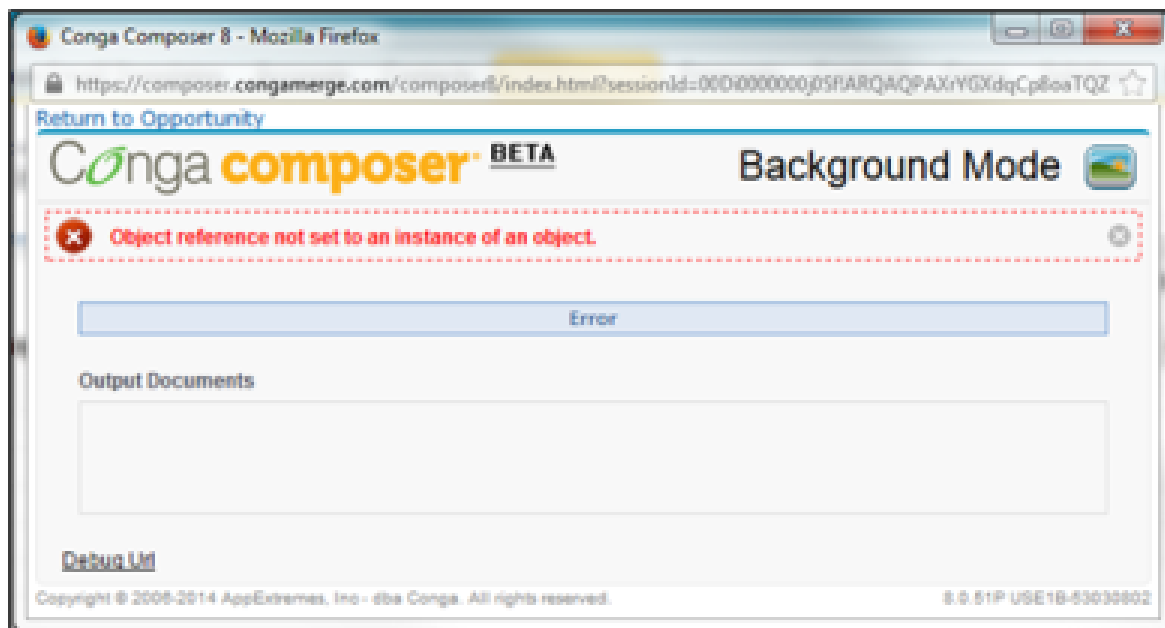 Conga Composer 8 - Mozilla Firefox
https://composer.congamerge.com/composer8/index.html?sessionId=
Return to Opportunity
Conga composer BETA
Background Mode
Object reference not set to an instance of an object.
Error
Output Documents
Debug Url
Copyright © 2006-2014 AppExtremes, Inc - dba Conga. All rights reserved.
8.0.51P USE1B-53030802